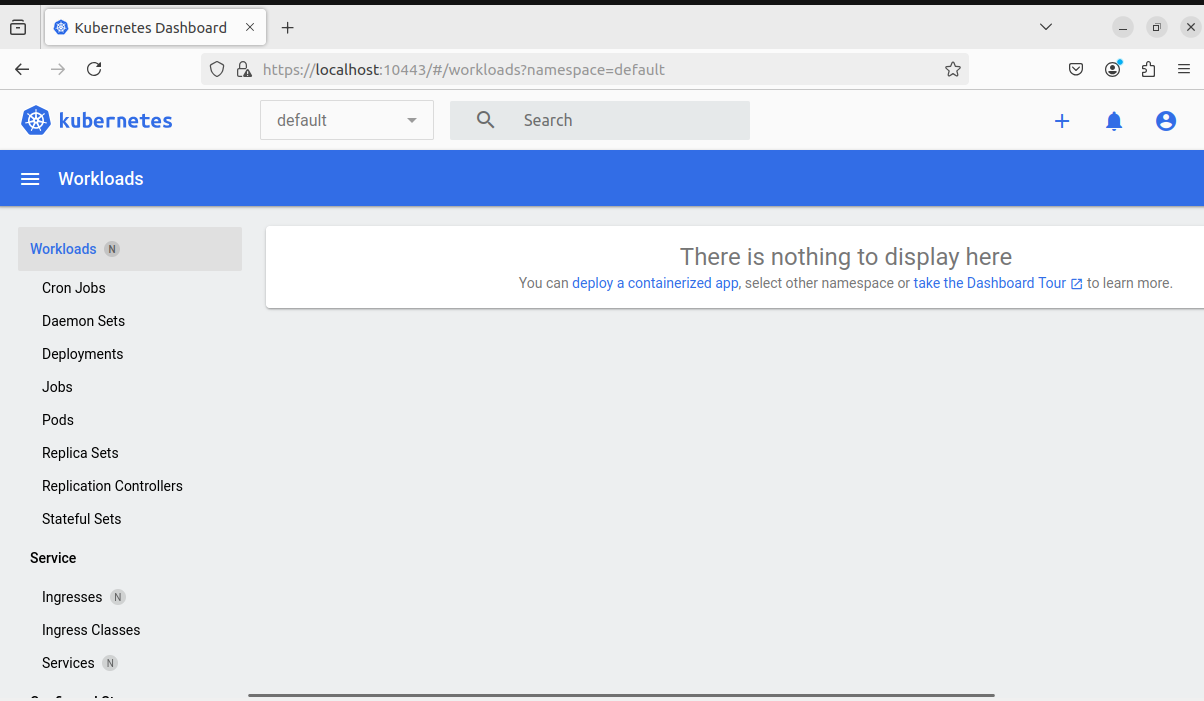 Kubernetes Dashboard
https://localhost:10443/#/workloads?namespace=default
kubernetes
default
Search
Workloads
Workloads N
There is nothing to display here
You can deploy a containerized app, select other namespace or take the Dashboard Tour to learn more.
Cron Jobs
Daemon Sets
Deployments
Jobs
Pods
Replica Sets
Replication Controllers
Stateful Sets
Service
Ingresses N
Ingress Classes
Services N